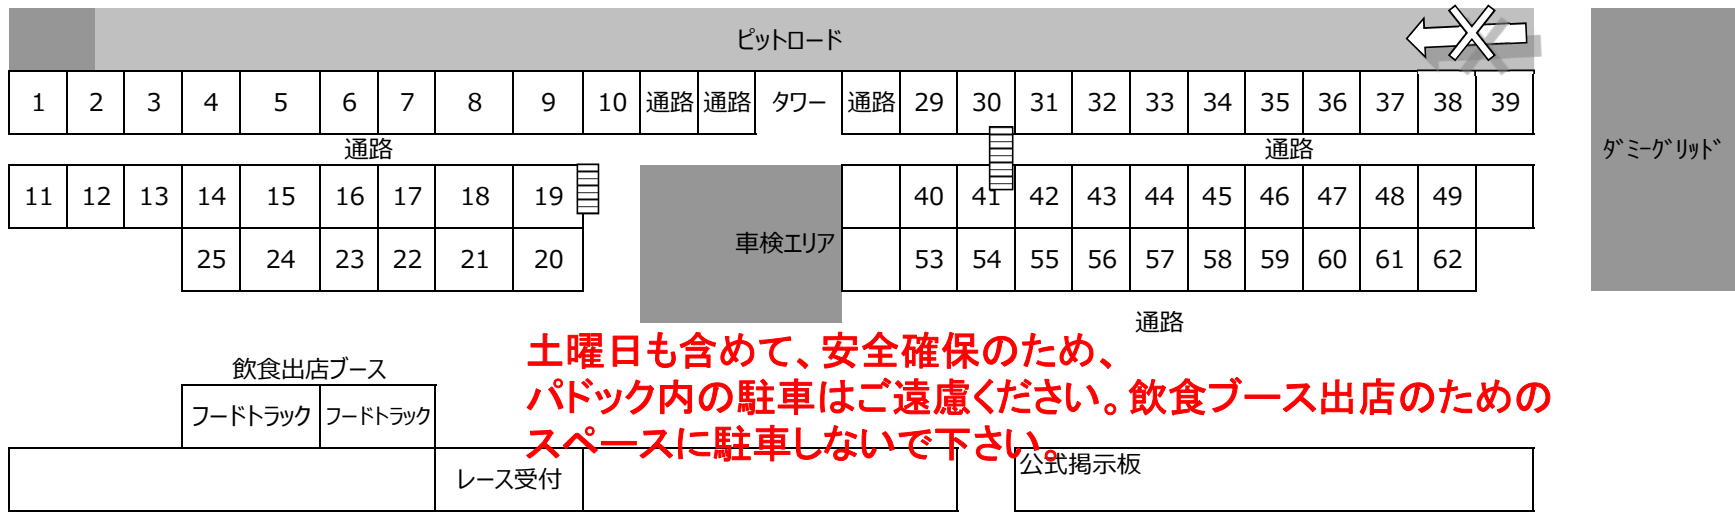 ピットロード
1 2 3 4 5 6 7 8 9 10 通路 通路 タワー 通路 29 30 31 32 33 34 35 36 37 38 39
ダミーグリッド
通路 通路
11 12 13 14 15 16 17 18 19 40 41 42 43 44 45 46 47 48 49
車検エリア
25 24 23 22 21 20 53 54 55 56 57 58 59 60 61 62
通路
土曜日も含めて、安全確保のため、
パドック内の駐車はご遠慮ください。飲食ブース出店のための
スペースに駐車しないで下さい。
飲食出店ブース
フードトラック フードトラック
レース受付
公式掲示板